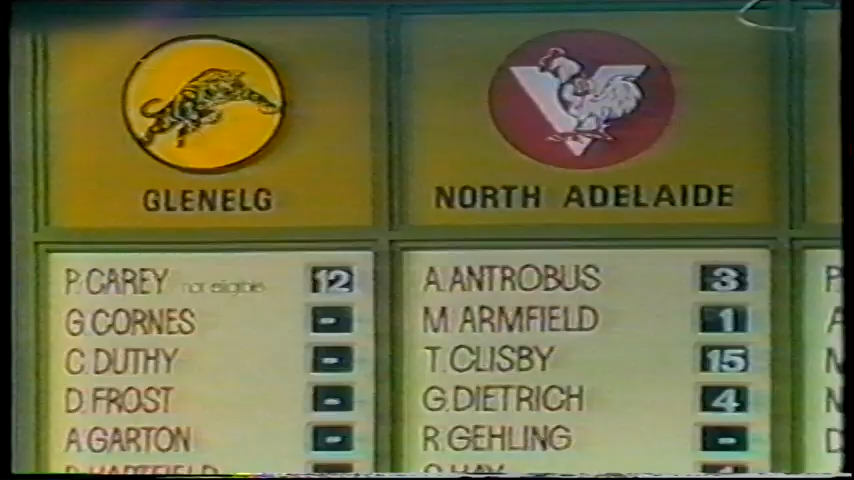 GLENELG
P. CAREY not eligible 12
G. CORNES -
C. DUTHY -
D. FROST -
A. GARTON -
NORTH ADELAIDE
A. ANTROBUS 3
M. ARMFIELD 1
T. CLISBY 15
G. DIETRICH 4
R. GEHLING -